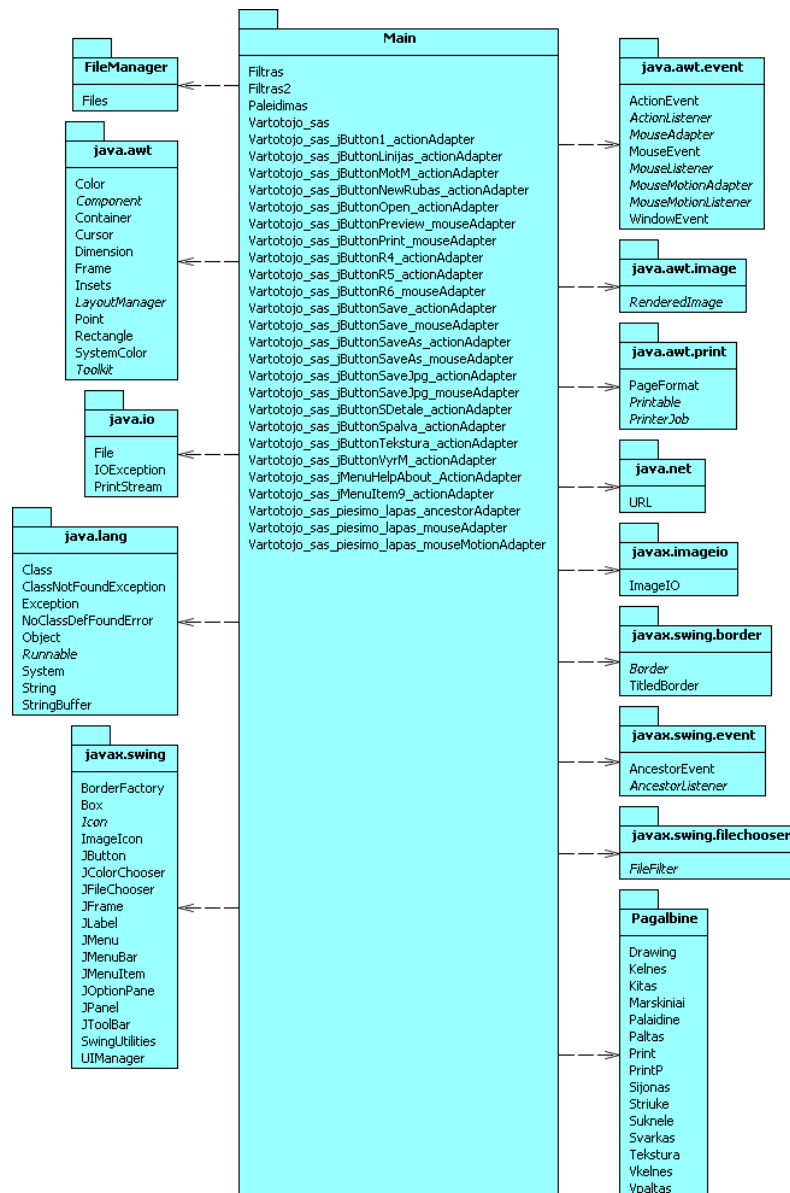 FileManager
Files
java.awt
Color
Component
Container
Cursor
Dimension
Frame
Insets
LayoutManager
Point
Rectangle
SystemColor
Toolkit
java.io
File
IOException
PrintStream
java.lang
Class
ClassNotFoundException
Exception
NoClassDefFoundError
Object
Runnable
System
String
StringBuffer
javax.swing
BorderFactory
Box
Icon
ImageIcon
JButton
JColorChooser
JFileChooser
JFrame
JLabel
JMenu
JMenuBar
JMenuItem
JOptionPane
JPanel
JToolBar
SwingUtilities
UIManager
Main
Filtras
Filtras2
Paleidimas
Vartotojo_sas
Vartotojo_sas_jButton1_actionAdapter
Vartotojo_sas_jButtonLinijas_actionAdapter
Vartotojo_sas_jButtonMotM_actionAdapter
Vartotojo_sas_jButtonNewRubas_actionAdapter
Vartotojo_sas_jButtonOpen_actionAdapter
Vartotojo_sas_jButtonPreview_mouseAdapter
Vartotojo_sas_jButtonPrint_mouseAdapter
Vartotojo_sas_jButtonR4_actionAdapter
Vartotojo_sas_jButtonR5_actionAdapter
Vartotojo_sas_jButtonR6_mouseAdapter
Vartotojo_sas_jButtonSave_actionAdapter
Vartotojo_sas_jButtonSave_mouseAdapter
Vartotojo_sas_jButtonSaveAs_actionAdapter
Vartotojo_sas_jButtonSaveAs_mouseAdapter
Vartotojo_sas_jButtonSaveJpg_actionAdapter
Vartotojo_sas_jButtonSaveJpg_mouseAdapter
Vartotojo_sas_jButtonSDetale_actionAdapter
Vartotojo_sas_jButtonSpalva_actionAdapter
Vartotojo_sas_jButtonTekstura_actionAdapter
Vartotojo_sas_jButtonVyrM_actionAdapter
Vartotojo_sas_jMenuHelpAbout_ActionAdapter
Vartotojo_sas_jMenuItem9_actionAdapter
Vartotojo_sas_piesimo_lapas_ancestorAdapter
Vartotojo_sas_piesimo_lapas_mouseAdapter
Vartotojo_sas_piesimo_lapas_mouseMotionAdapter
java.awt.event
ActionEvent
ActionListener
MouseAdapter
MouseEvent
MouseListener
MouseMotionAdapter
MouseMotionListener
WindowEvent
java.awt.image
RenderedImage
java.awt.print
PageFormat
Printable
PrinterJob
java.net
URL
javax.imageio
ImageIO
javax.swing.border
Border
TitledBorder
javax.swing.event
AncestorEvent
AncestorListener
javax.swing.filechooser
FileFilter
Pagalbine
Drawing
Kelnes
Kitas
Marskiniai
Palaidine
Paltas
Print
PrintP
Sijonas
Striuke
Suknele
Svarkas
Tekstura
Vkelnes
Vpaltas